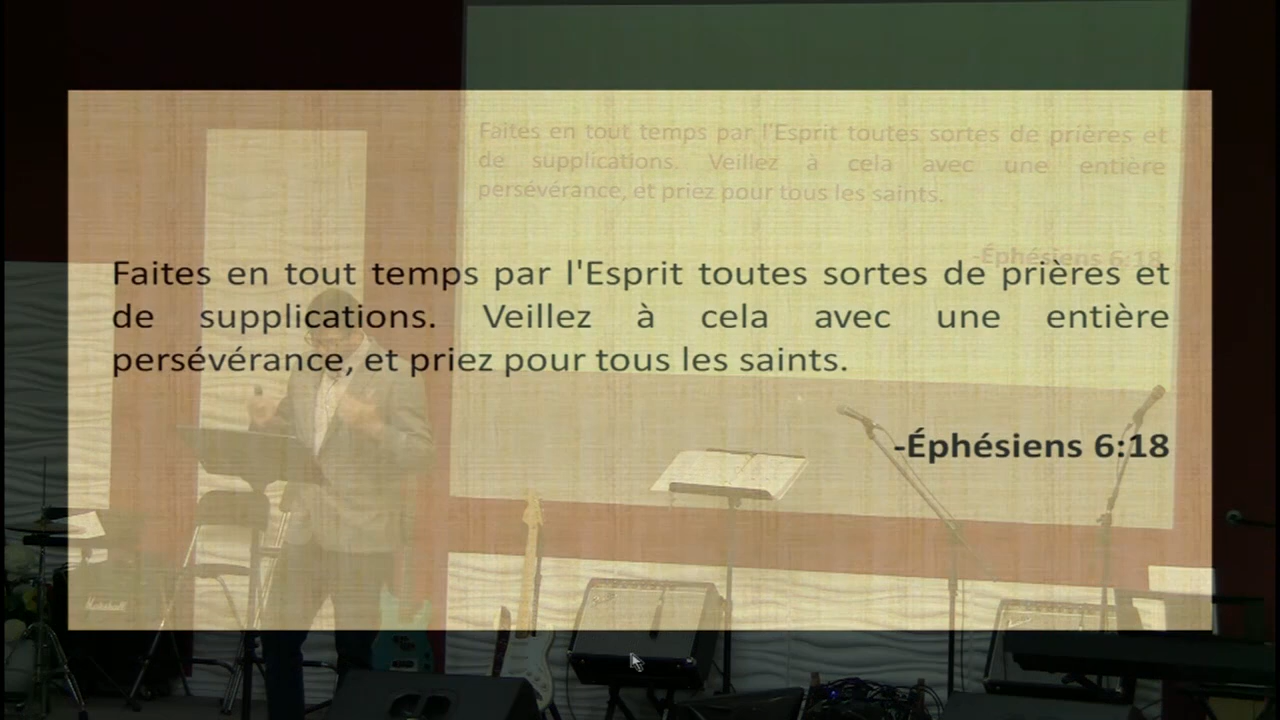 Faites en tout temps par l'Esprit toutes sortes de prières et
de supplications. Veillez à cela avec une entière
persévérance, et priez pour tous les saints.
-Éphésiens 6:18
Faites en tout temps par l'Esprit toutes sortes de prières et
de supplications. Veillez à cela avec une entière
persévérance, et priez pour tous les saints.
-Éphésiens 6:18
Marshall
Fender